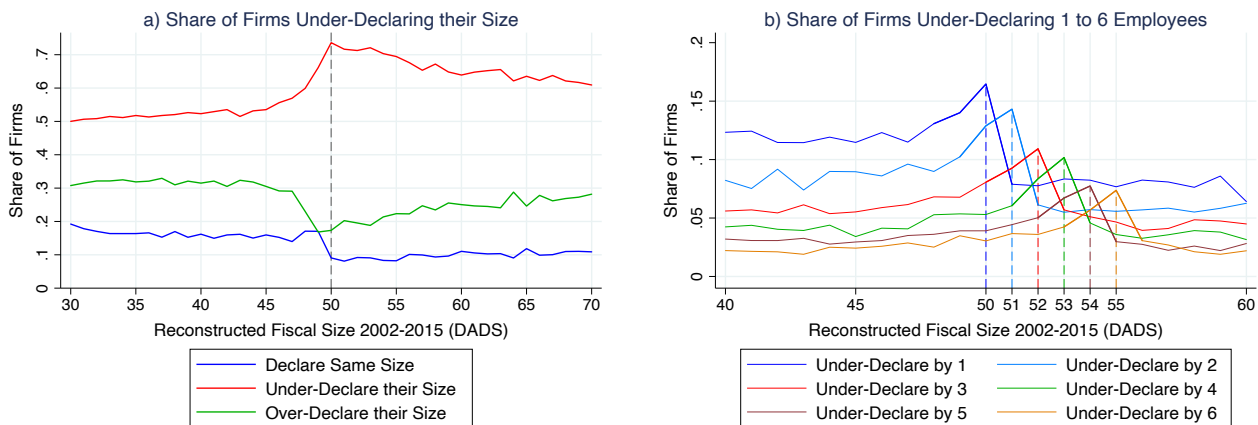 a) Share of Firms Under-Declaring their Size
Share of Firms
0 .1 .2 .3 .4 .5 .6 .7
30 35 40 45 50 55 60 65 70
Reconstructed Fiscal Size 2002-2015 (DADS)
Declare Same Size
Under-Declare their Size
Over-Declare their Size
b) Share of Firms Under-Declaring 1 to 6 Employees
Share of Firms
0 .05 .1 .15 .2
40 45 50 51 52 53 54 55 60
Reconstructed Fiscal Size 2002-2015 (DADS)
Under-Declare by 1 Under-Declare by 2
Under-Declare by 3 Under-Declare by 4
Under-Declare by 5 Under-Declare by 6